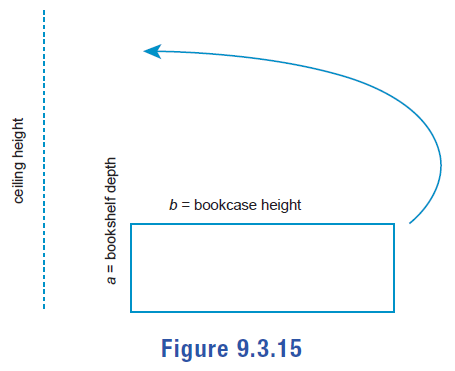 ceiling height
a = bookshelf depth
b = bookcase height
Figure 9.3.15